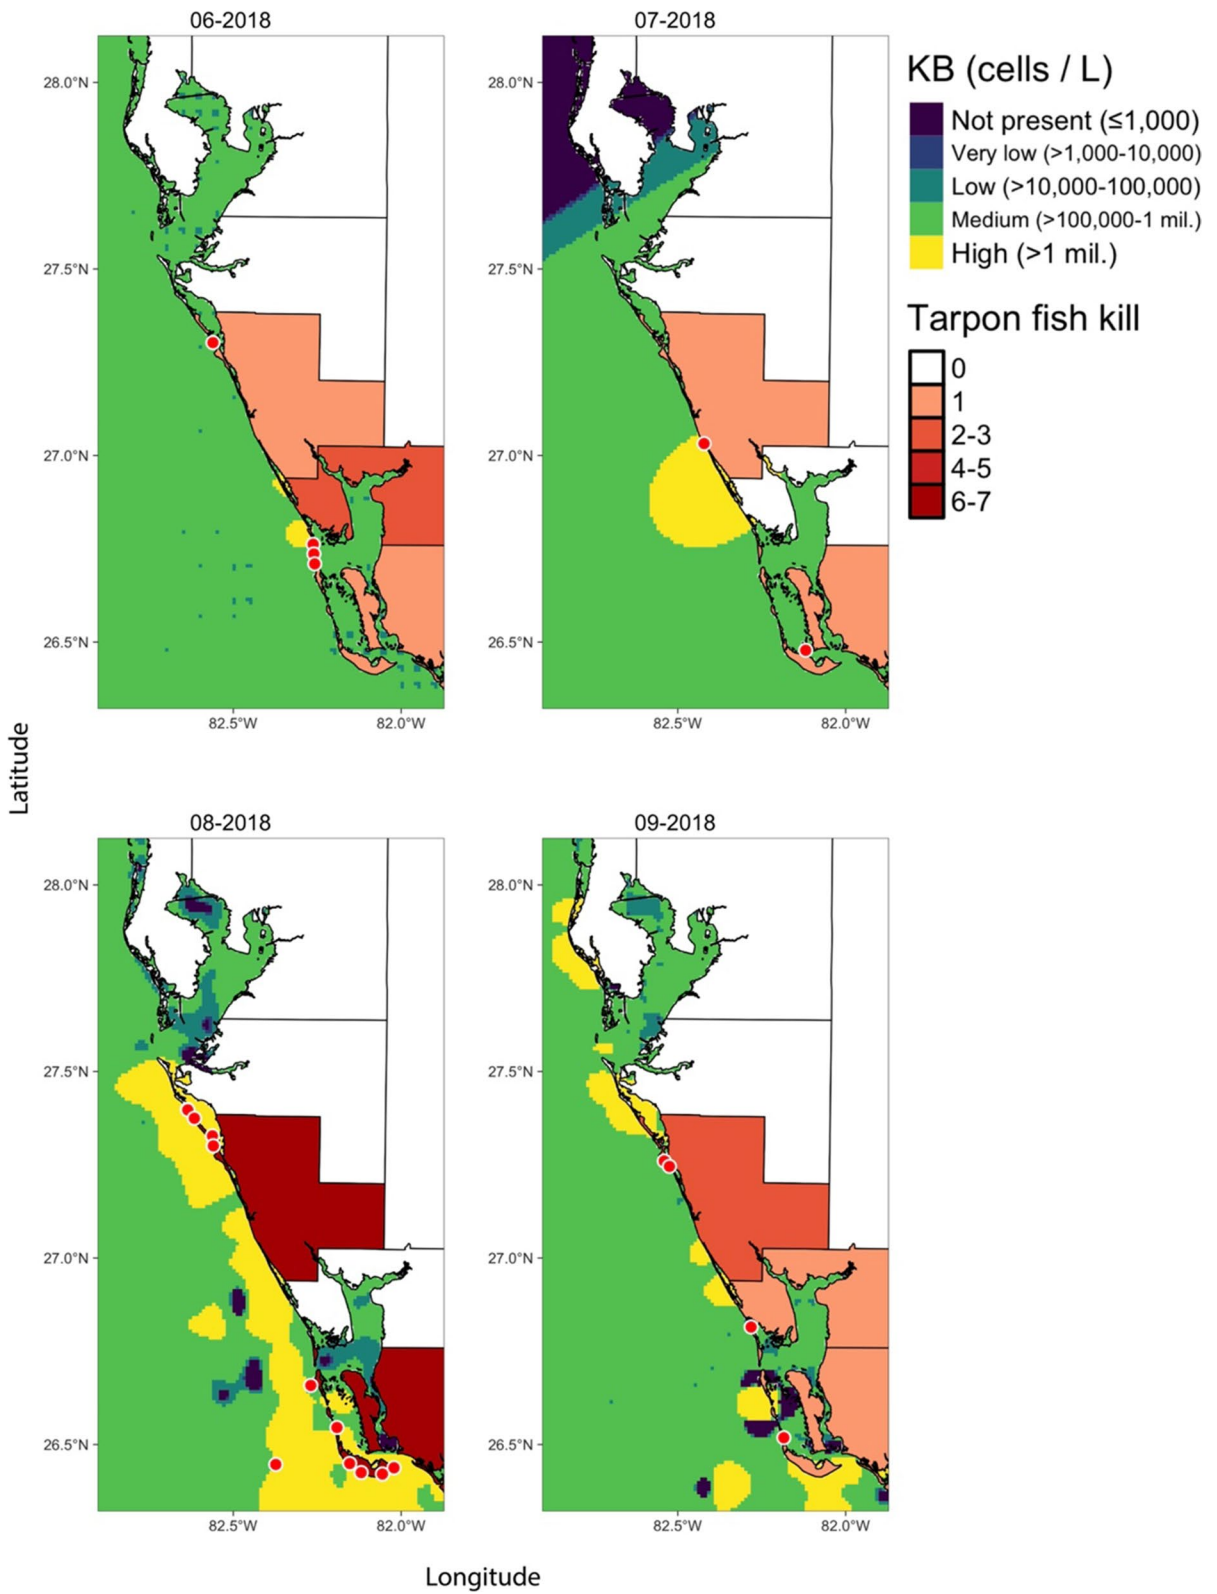 06-2018
07-2018
28.0°N
27.5°N
27.0°N
26.5°N
82.5°W
82.0°W
82.5°W
82.0°W
KB (cells / L)
Not present (≤1,000)
Very low (>1,000-10,000)
Low (>10,000-100,000)
Medium (>100,000-1 mil.)
High (>1 mil.)
Tarpon fish kill
0
1
2-3
4-5
6-7
28.0°N
27.5°N
27.0°N
26.5°N
Latitude
08-2018
09-2018
28.0°N
27.5°N
27.0°N
26.5°N
82.5°W
82.0°W
28.0°N
27.5°N
27.0°N
26.5°N
82.5°W
82.0°W
Longitude